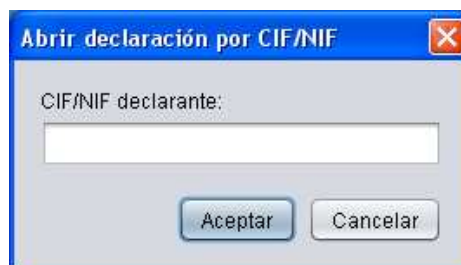 Abrir declaración por CIF/NIF
CIF/NIF declarante:
Aceptar Cancelar